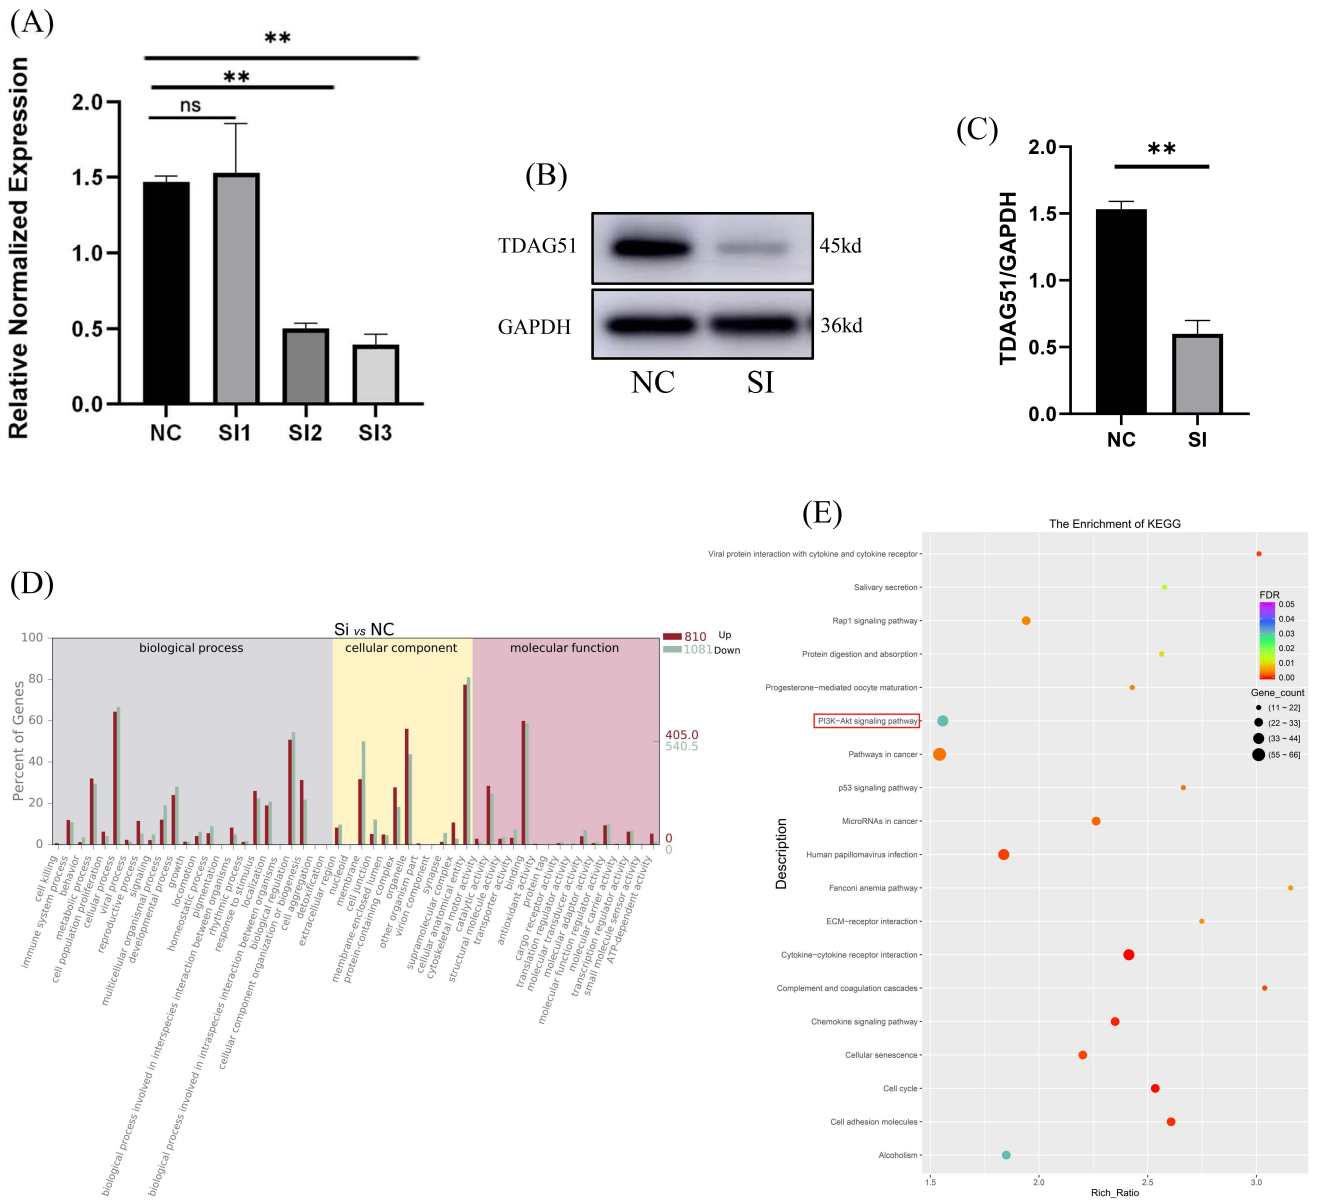 (A)
**
**
ns
Relative Normalized Expression
2.0
1.5
1.0
0.5
0.0
NC SI1 SI2 SI3
(B)
TDAG51 45kd
GAPDH 36kd
NC SI
(C)
**
TDAG51/GAPDH
2.0
1.5
1.0
0.5
0.0
NC SI
(D)
Si vs NC
biological process cellular component molecular function
810 Up
1081 Down
Percent of Genes
100
80
60
40
20
0
405.0
540.5
0
0
cell killing
immune system process
behavior
metabolic process
cell population proliferation
cellular process
viral process
reproductive process
signaling
multicellular organismal process
developmental process
growth
locomotion
homeostatic process
pigmentation
biological process involved in interspecies interaction between organisms
rhythmic process
response to stimulus
localization
biological process involved in intraspecies interaction between organisms
biological regulation
cellular component organization or biogenesis
cell aggregation
detoxification
extracellular region
nucleoid
membrane
cell junction
membrane-enclosed lumen
protein-containing complex
organelle
other organism part
virion component
synapse
supramolecular complex
cellular anatomical entity
cytoskeletal motor activity
catalytic activity
structural molecule activity
transporter activity
binding
antioxidant activity
protein tag
cargo receptor activity
translation regulator activity
molecular transducer activity
molecular adaptor activity
molecular function regulator activity
molecular carrier activity
transcription regulator activity
small molecule sensor activity
ATP-dependent activity
(E)
The Enrichment of KEGG
Description
Viral protein interaction with cytokine and cytokine receptor
Salivary secretion
Rap1 signaling pathway
Protein digestion and absorption
Progesterone-mediated oocyte maturation
PI3K-Akt signaling pathway
Pathways in cancer
p53 signaling pathway
MicroRNAs in cancer
Human papillomavirus infection
Fanconi anemia pathway
ECM-receptor interaction
Cytokine-cytokine receptor interaction
Complement and coagulation cascades
Chemokine signaling pathway
Cellular senescence
Cell cycle
Cell adhesion molecules
Alcoholism
1.5 2.0 2.5 3.0
Rich_Ratio
FDR
0.05
0.04
0.03
0.02
0.01
0.00
Gene_count
(11 ~ 22]
(22 ~ 33]
(33 ~ 44]
(55 ~ 66]